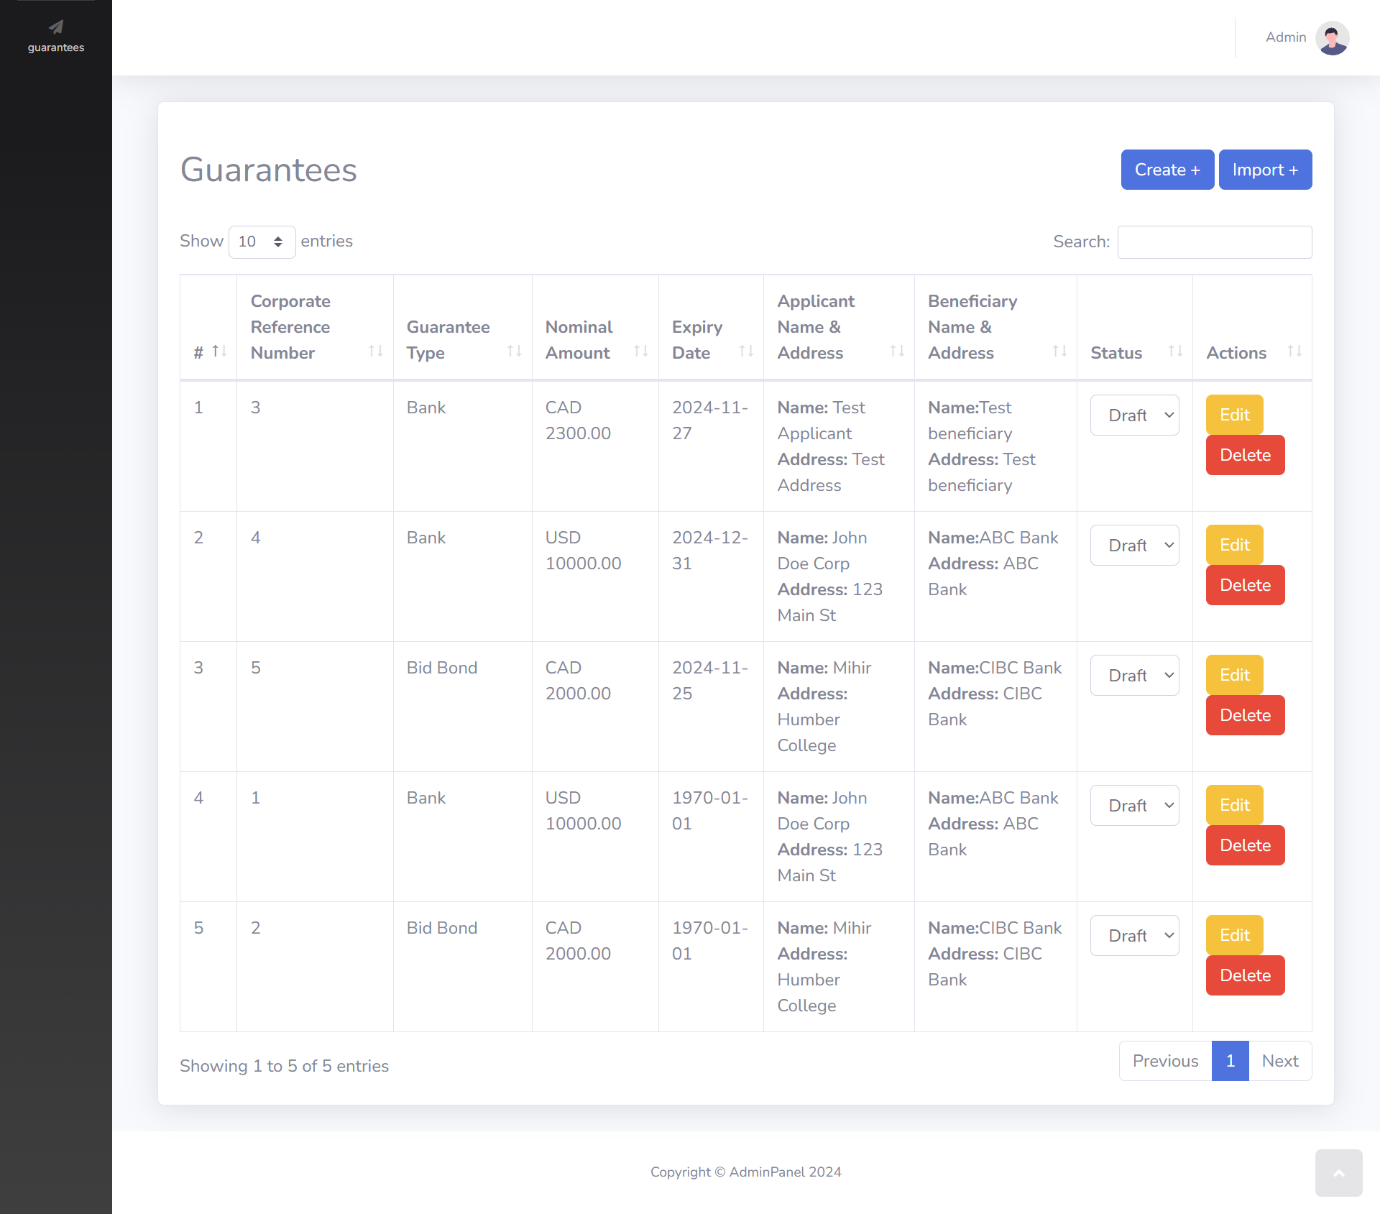 guarantees
Admin
Guarantees
Create +
Import +
Show 10 entries
Search:
#
Corporate
Reference
Number
Guarantee
Type
Nominal
Amount
Expiry
Date
Applicant
Name &
Address
Beneficiary
Name &
Address
Status
Actions
1
3
Bank
CAD
2300.00
2024-11-
27
Name: Test
Applicant
Address: Test
Address
Name:Test
beneficiary
Address: Test
beneficiary
Draft
Edit
Delete
2
4
Bank
USD
10000.00
2024-12-
31
Name: John
Doe Corp
Address: 123
Main St
Name:ABC Bank
Address: ABC
Bank
Draft
Edit
Delete
3
5
Bid Bond
CAD
2000.00
2024-11-
25
Name: Mihir
Address:
Humber
College
Name:CIBC Bank
Address: CIBC
Bank
Draft
Edit
Delete
4
1
Bank
USD
10000.00
1970-01-
01
Name: John
Doe Corp
Address: 123
Main St
Name:ABC Bank
Address: ABC
Bank
Draft
Edit
Delete
5
2
Bid Bond
CAD
2000.00
1970-01-
01
Name: Mihir
Address:
Humber
College
Name:CIBC Bank
Address: CIBC
Bank
Draft
Edit
Delete
Showing 1 to 5 of 5 entries
Previous 1 Next
Copyright © AdminPanel 2024